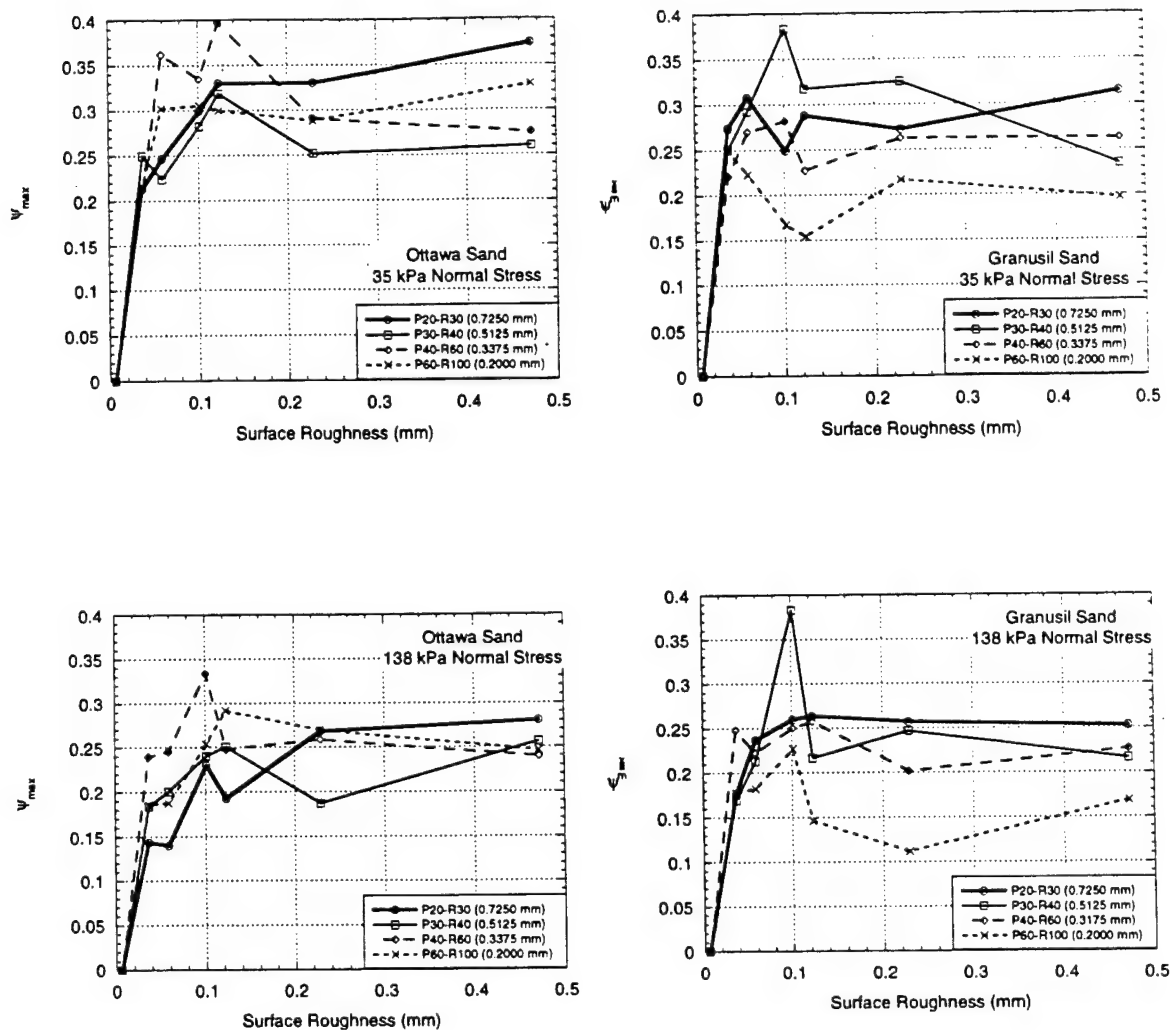 0.4
0.35
0.3
0.25
0.2
0.15
0.1
0.05
0
ψmax
Ottawa Sand
35 kPa Normal Stress
P20-R30 (0.7250 mm)
P30-R40 (0.5125 mm)
P40-R60 (0.3375 mm)
P60-R100 (0.2000 mm)
0 0.1 0.2 0.3 0.4 0.5
Surface Roughness (mm)
0.4
0.35
0.3
0.25
0.2
0.15
0.1
0.05
0
ψmax
Granusil Sand
35 kPa Normal Stress
P20-R30 (0.7250 mm)
P30-R40 (0.5125 mm)
P40-R60 (0.3375 mm)
P60-R100 (0.2000 mm)
0 0.1 0.2 0.3 0.4 0.5
Surface Roughness (mm)
0.4
0.35
0.3
0.25
0.2
0.15
0.1
0.05
0
ψmax
Ottawa Sand
138 kPa Normal Stress
P20-R30 (0.7250 mm)
P30-R40 (0.5125 mm)
P40-R60 (0.3375 mm)
P60-R100 (0.2000 mm)
0 0.1 0.2 0.3 0.4 0.5
Surface Roughness (mm)
0.4
0.35
0.3
0.25
0.2
0.15
0.1
0.05
0
ψmax
Granusil Sand
138 kPa Normal Stress
P20-R30 (0.7250 mm)
P30-R40 (0.5125 mm)
P40-R60 (0.3175 mm)
P60-R100 (0.2000 mm)
0 0.1 0.2 0.3 0.4 0.5
Surface Roughness (mm)